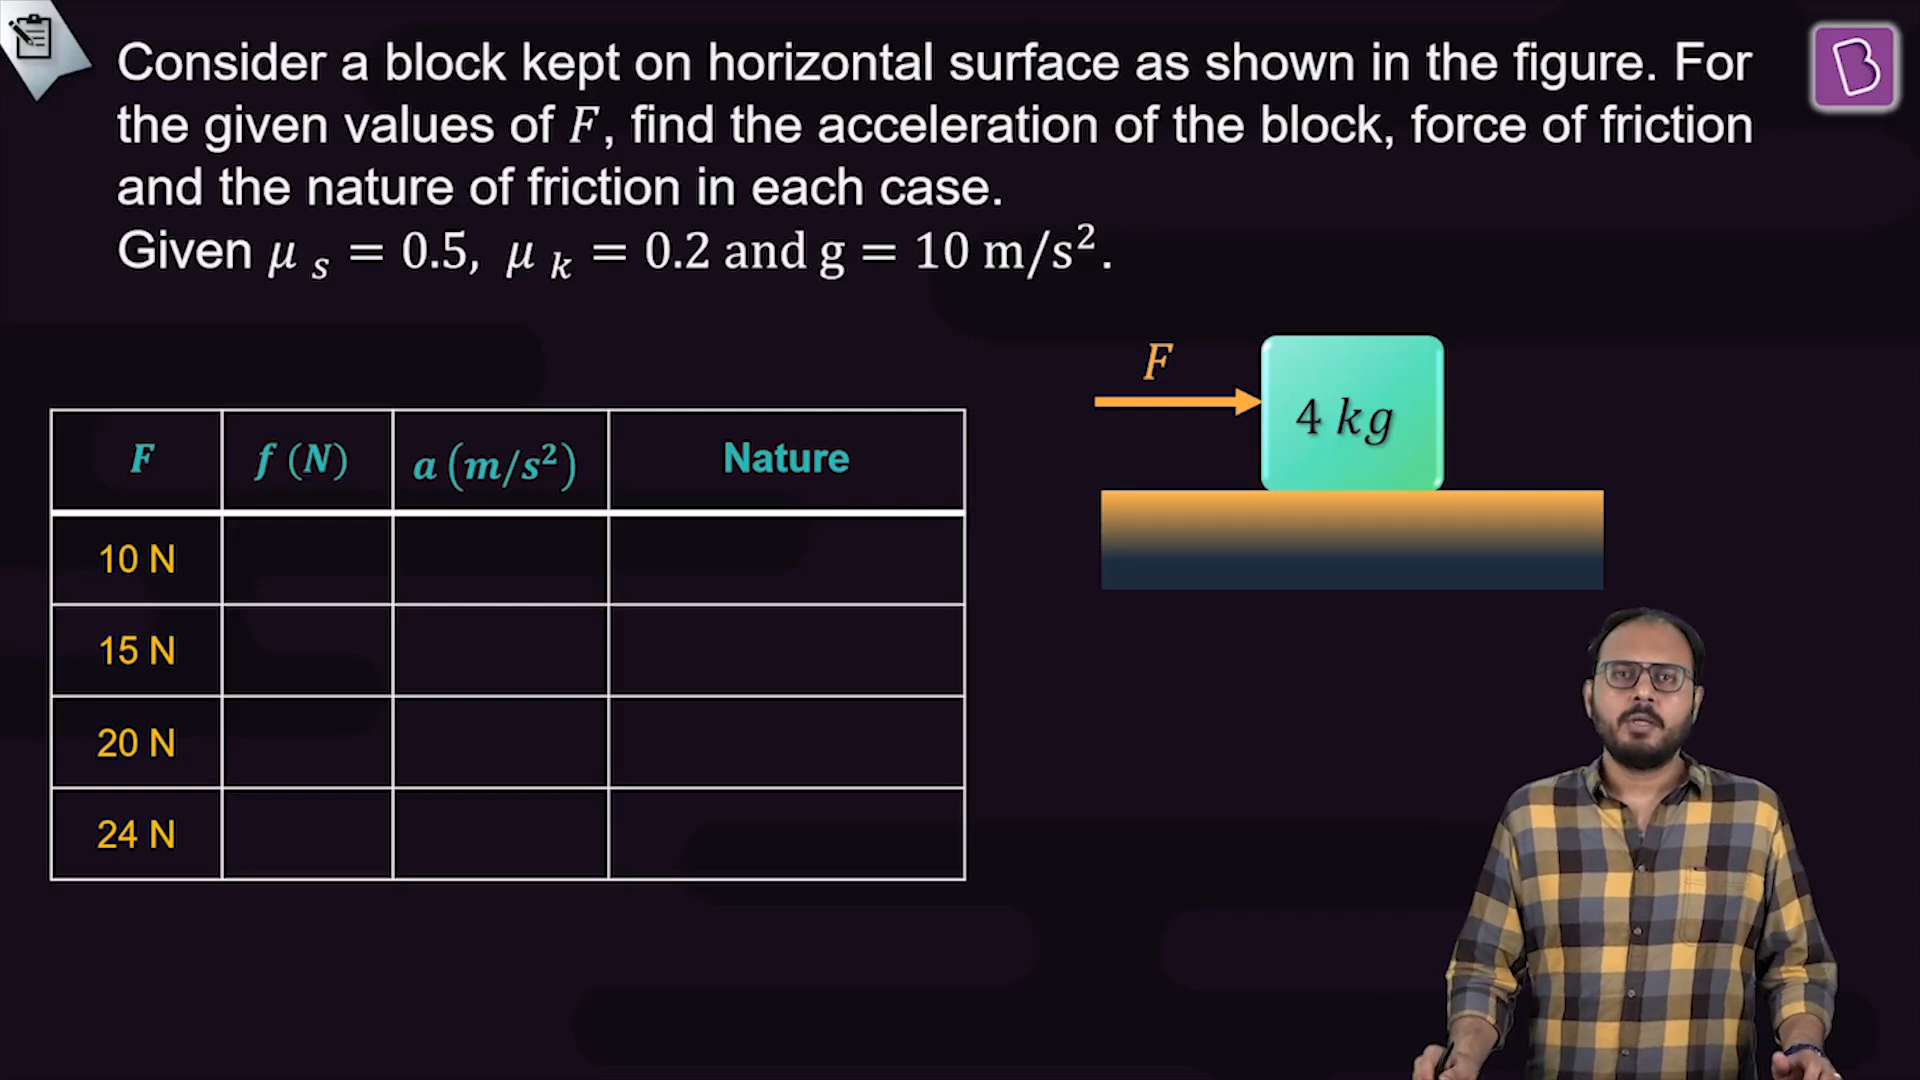 Consider a block kept on horizontal surface as shown in the figure. For
the given values of F, find the acceleration of the block, force of friction
and the nature of friction in each case.
Given μ s = 0.5, μ k = 0.2 and g = 10 m/s².
F
4 kg
F f (N) a (m/s²) Nature
10 N
15 N
20 N
24 N